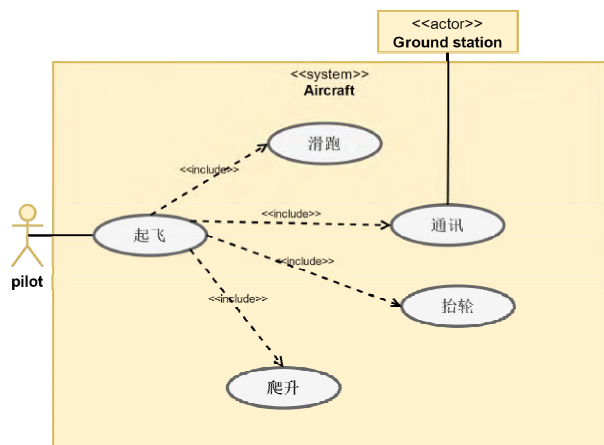 <<actor>>
Ground station
<<system>>
Aircraft
滑跑
<<include>>
<<include>>
通讯
起飞
pilot
<<include>>
<<include>>
抬轮
爬升